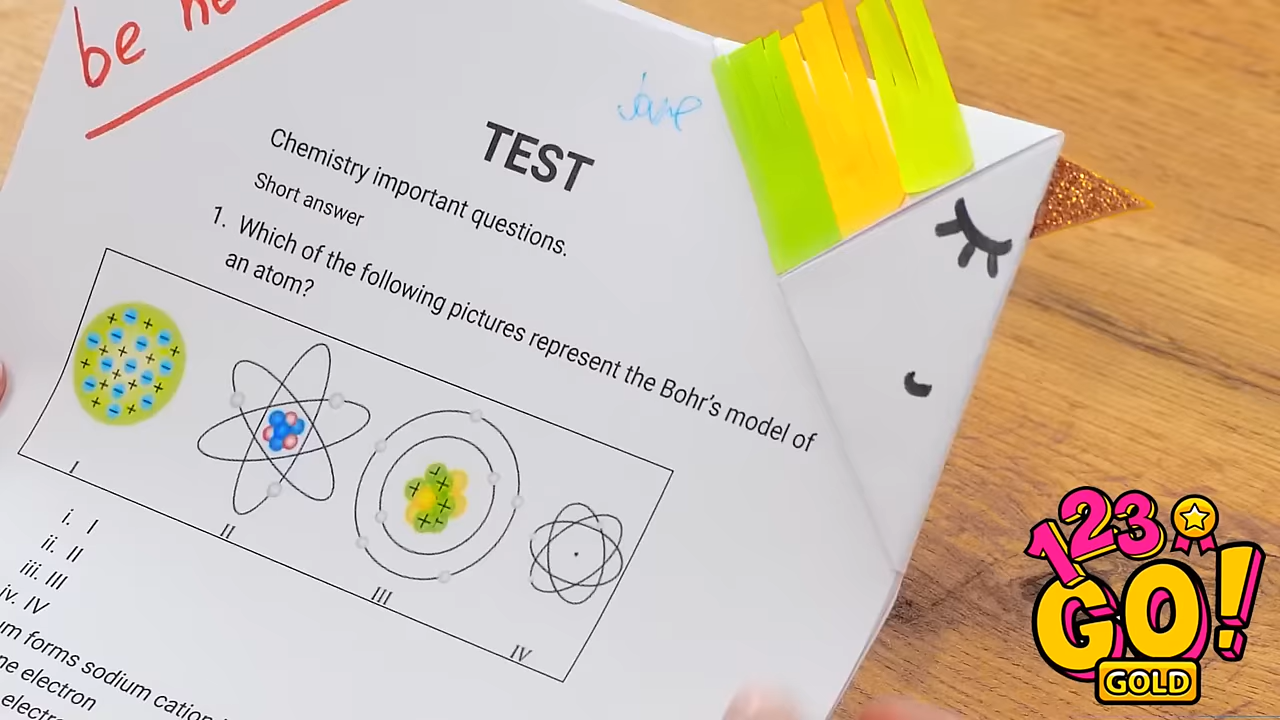 be
Jane
TEST
Chemistry important questions.
Short answer
1. Which of the following pictures represent the Bohr's model of
an atom?
I
II
III
IV
i. I
ii. II
iii. III
iv. IV
forms sodium cation
electron
123
GO!
GOLD